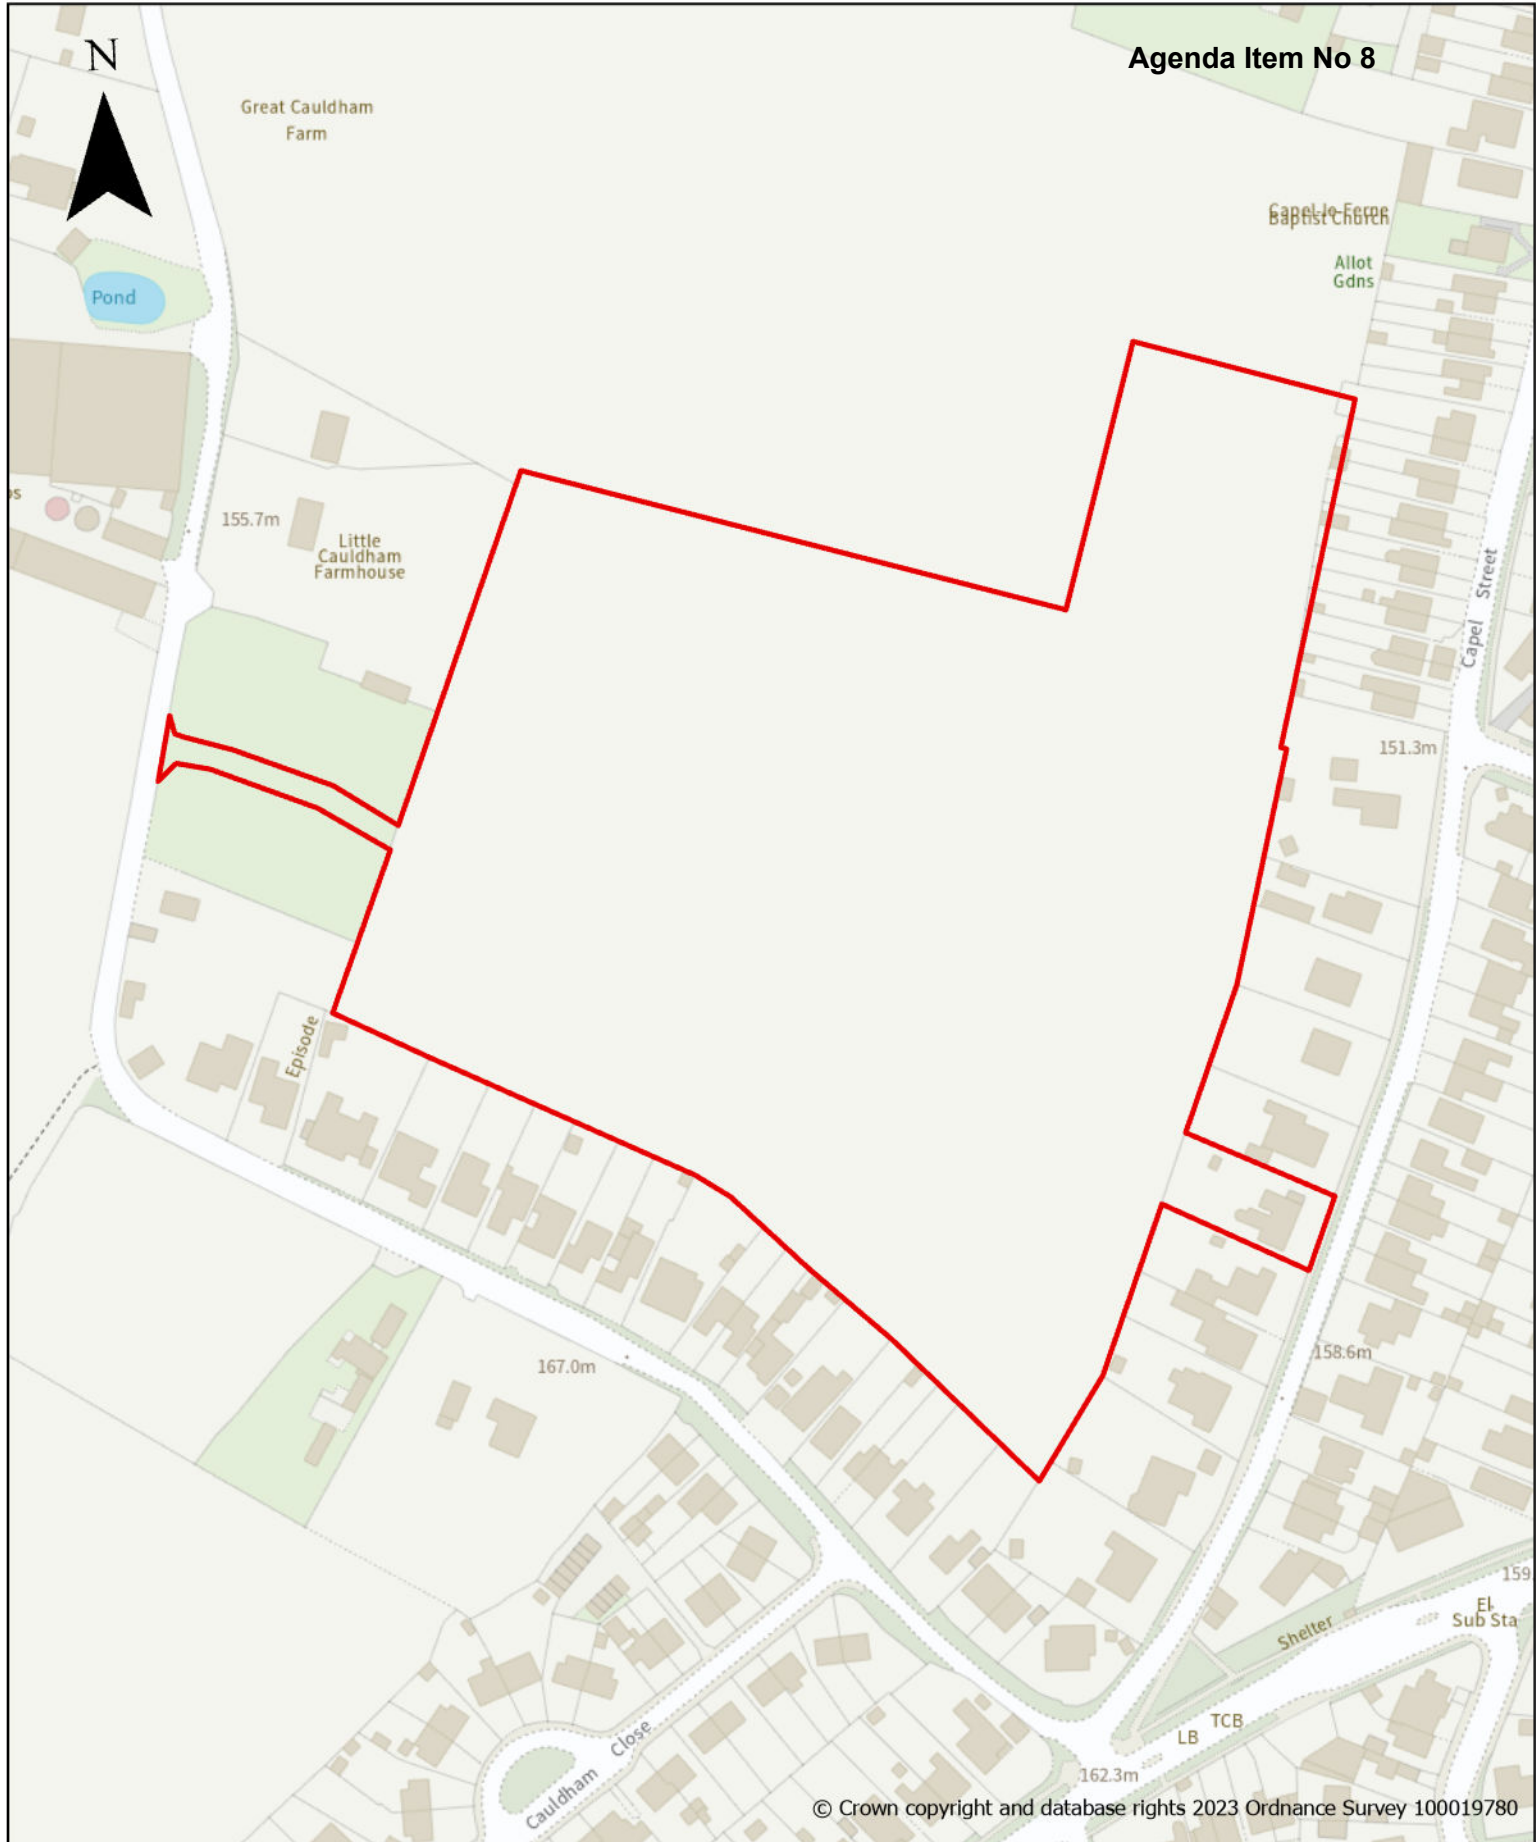 N
Agenda Item No 8
Great Cauldham
Farm
Capel-le-Ferne
Baptist Church
Allot
Gdns
Pond
155.7m
Little
Cauldham
Farmhouse
Capel Street
151.3m
Episode
158.6m
167.0m
159.
El
Sub Sta
Shelter
TCB
LB
Cauldham Close
162.3m
© Crown copyright and database rights 2023 Ordnance Survey 100019780